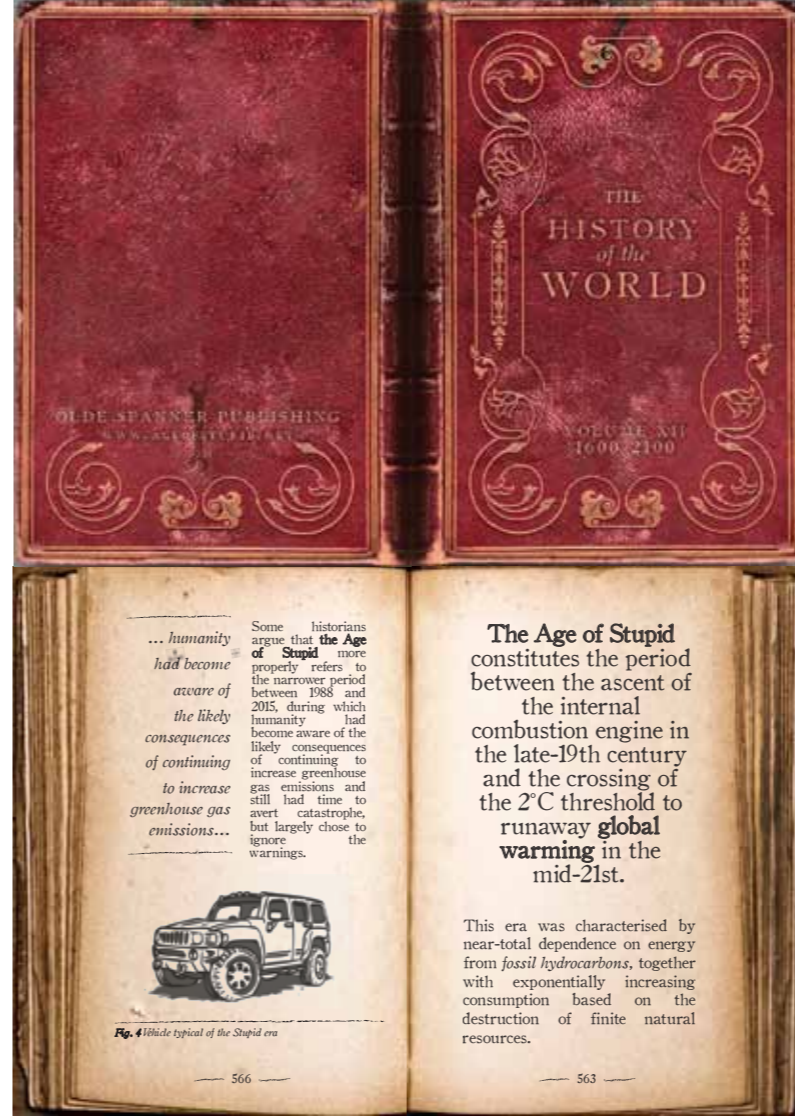 THE
HISTORY
of the
WORLD
VOLUME XII
1600-2100
OLDE SPANNER PUBLISHING
... humanity
had become
aware of
the likely
consequences
of continuing
to increase
greenhouse gas
emissions...
Some historians
argue that the Age
of Stupid more
properly refers to
the narrower period
between 1988 and
2015, during which
humanity had
become aware of the
likely consequences
of continuing to
increase greenhouse
gas emissions and
still had time to
avert catastrophe,
but largely chose to
ignore the
warnings.
Fig. 4 Vehicle typical of the Stupid era
566
The Age of Stupid
constitutes the period
between the ascent of
the internal
combustion engine in
the late-19th century
and the crossing of
the 2°C threshold to
runaway global
warming in the
mid-21st.
This era was characterised by
near-total dependence on energy
from fossil hydrocarbons, together
with exponentially increasing
consumption based on the
destruction of finite natural
resources.
563